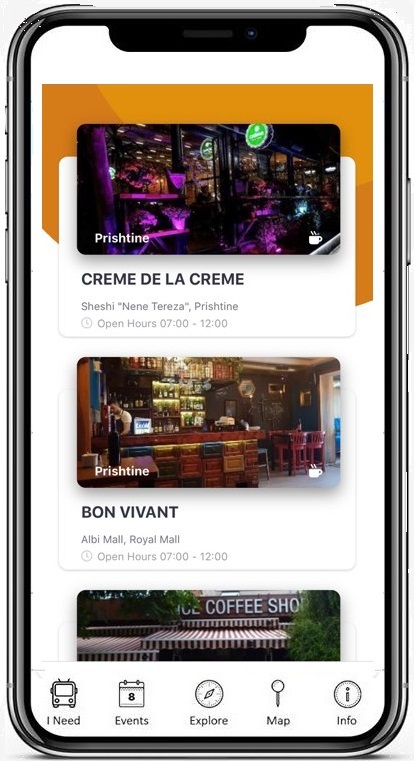 Prishtine
CREME DE LA CREME
Sheshi "Nene Tereza", Prishtine
Open Hours 07:00 - 12:00
Prishtine
BON VIVANT
Albi Mall, Royal Mall
Open Hours 07:00 - 12:00
ICE COFFEE SHO
8
I Need
Events
Explore
Map
Info